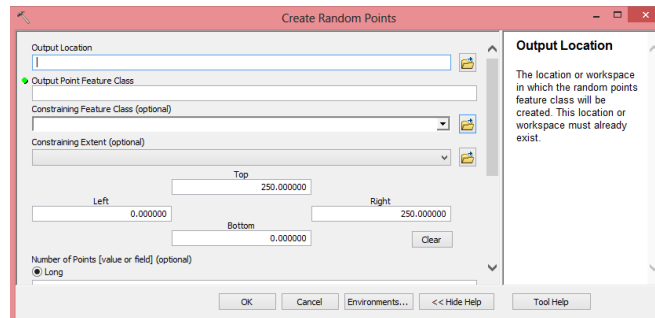 Create Random Points
Output Location
Output Point Feature Class
Constraining Feature Class (optional)
Constraining Extent (optional)
Top
250.000000
Left
Right
0.000000
250.000000
Bottom
0.000000
Clear
Number of Points [value or field] (optional)
Long
OK
Cancel
Environments...
<< Hide Help
Output Location
The location or workspace
in which the random points
feature class will be
created. This location or
workspace must already
exist.
Tool Help